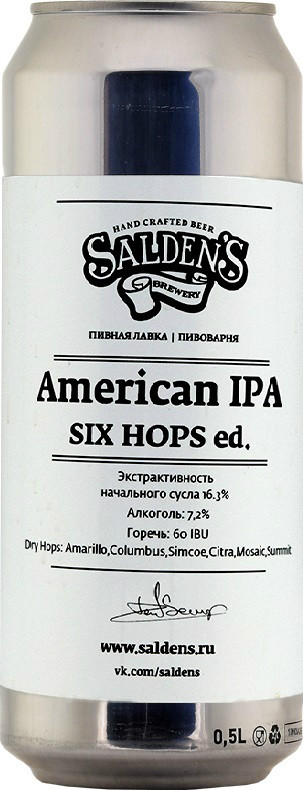 HAND CRAFTED BEER
SALDEN'S
BREWERY
ПИВНАЯ ЛАВКА | ПИВОВАРНЯ
American IPA
SIX HOPS ed.
Экстрактивность
начального сусла 16.3%
Алкоголь: 7,2%
Горечь: 60 IBU
Dry Hops: Amarillo,Columbus,Simcoe,Citra,Mosaic,Summit
www.saldens.ru
vk.com/saldens
0,5L